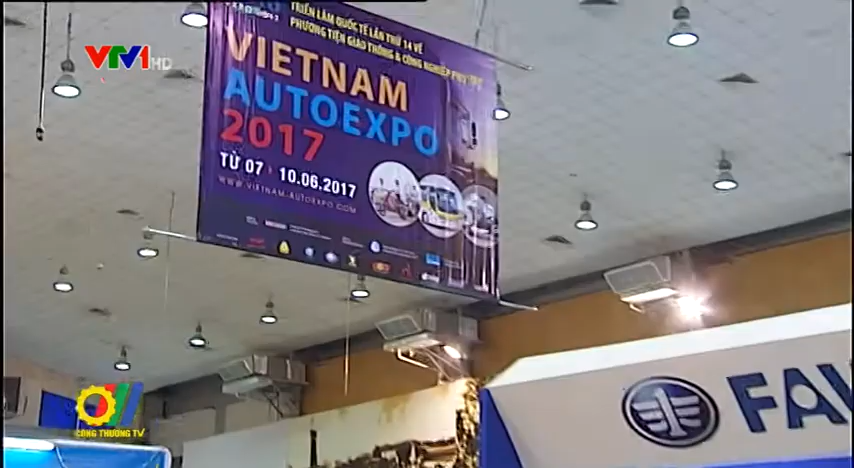 VTV1 HD
TRIỂN LÃM QUỐC TẾ LẦN THỨ 14 VỀ
PHƯƠNG TIỆN GIAO THÔNG & CÔNG NGHIỆP PHỤ TRỢ
VIETNAM
AUTOEXPO
2017
TỪ 07 10.06.2017
WWW.VIETNAM-AUTOEXPO.COM
FAW
CÔNG THƯƠNG TV